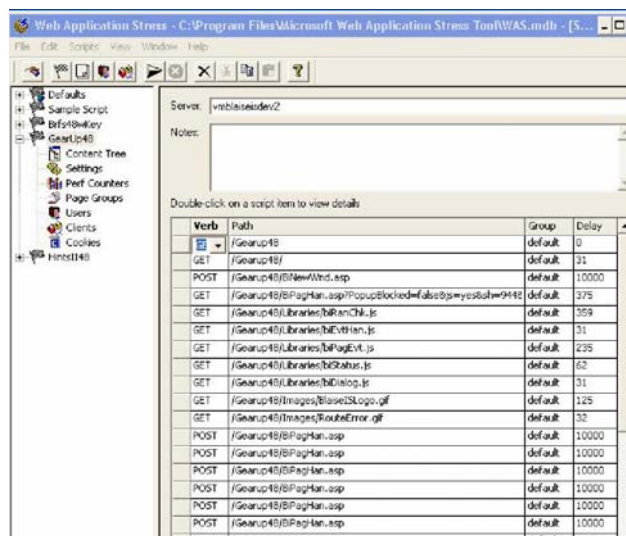 Web Application Stress - C:\Program Files\Microsoft Web Application Stress Tool\WAS.mdb - [S...
File Edit Scripts View Window Help
Defaults
Sample Script
Brfs48wKey
GearUp48
Content Tree
Settings
Perf Counters
Page Groups
Users
Clients
Cookies
HintsII48
Server: vmblaiseisdev2
Notes:
Double-click on a script item to view details
Verb Path Group Delay
/Gearup48 default 0
GET /Gearup48/ default 31
POST /Gearup48/BiNewWnd.asp default 10000
GET /Gearup48/BiPagHan.asp?PopupBlocked=false&js=yes&sh=9448 default 375
GET /Gearup48/Libraries/biRanChk.js default 359
GET /Gearup48/Libraries/biEvtHan.js default 31
GET /Gearup48/Libraries/biPagEvt.js default 235
GET /Gearup48/Libraries/biStatus.js default 62
GET /Gearup48/Libraries/biDialog.js default 31
GET /Gearup48/Images/BlaiseISLogo.gif default 125
GET /Gearup48/Images/RouteError.gif default 32
POST /Gearup48/BiPagHan.asp default 10000
POST /Gearup48/BiPagHan.asp default 10000
POST /Gearup48/BiPagHan.asp default 10000
POST /Gearup48/BiPagHan.asp default 10000
POST /Gearup48/BiPagHan.asp default 10000
POST /Gearup48/BiPagHan.asp default 10000